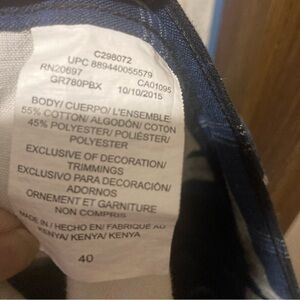 C298072
UPC 889440055579
RN20697 CA01095
GR780PBX 10/10/2015
BODY/ CUERPO/ L'ENSEMBLE
55% COTTON/ ALGODÓN/ COTON
45% POLYESTER/ POLIÉSTER/
POLYESTER
EXCLUSIVE OF DECORATION/
TRIMMINGS
EXCLUSIVO PARA DECORACIÓN/
ADORNOS
ORNEMENT ET GARNITURE
NON COMPRIS
MADE IN / HECHO EN / FABRIQUE AU
KENYA/ KENYA/ KENYA
40